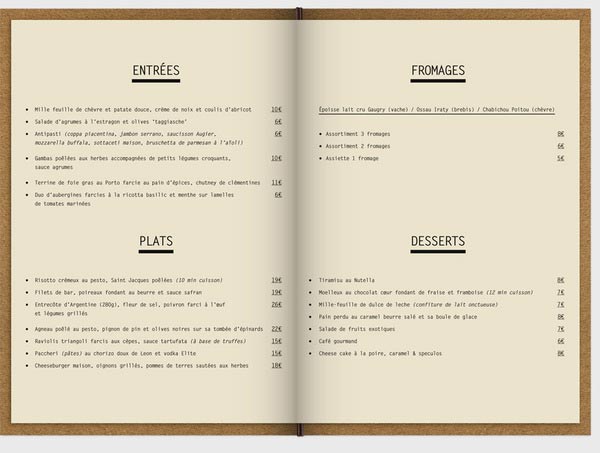 ENTRÉES
Mille feuille de chèvre et patate douce, crème de noix et coulis d'abricot 10€
Salade d'agrumes à l'estragon et olives "taggiasche" 6€
Antipasti (coppa piacentina, jambon serrano, saucisson Augier, 6€
mozzarella buffala, sottaceti maison, bruschetta de parmesan à l'aïoli)
Gambas poêlées aux herbes accompagnées de petits légumes croquants, 10€
sauce agrumes
Terrine de foie gras au Porto farcie au pain d'épices, chutney de clémentines 11€
Duo d'aubergines farcies à la ricotta basilic et menthe sur lamelles 6€
de tomates marinées
PLATS
Risotto crémeux au pesto, Saint Jacques poêlées (10 min cuisson) 19€
Filets de bar, poireaux fondant au beurre et sauce safran 19€
Entrecôte d'Argentine (280g), fleur de sel, poivron farci à l'œuf 26€
et légumes grillés
Agneau poêlé au pesto, pignon de pin et olives noires sur sa tombée d'épinards 22€
Raviolis triangoli farcis aux cèpes, sauce tartufata (à base de truffes) 15€
Paccheri (pâtes) au chorizo doux de Leon et vodka Elite 15€
Cheeseburger maison, oignons grillés, pommes de terres sautées aux herbes 18€
FROMAGES
Époisse lait cru Gaugry (vache) / Ossau Iraty (brebis) / Chabichou Poitou (chèvre)
Assortiment 3 fromages 8€
Assortiment 2 fromages 6€
Assiette 1 fromage 5€
DESSERTS
Tiramisu au Nutella 8€
Moelleux au chocolat cœur fondant de fraise et framboise (12 min cuisson) 7€
Mille-feuille de dulce de leche (confiture de lait onctueuse) 7€
Pain perdu au caramel beurre salé et sa boule de glace 8€
Salade de fruits exotiques 7€
Café gourmand 6€
Cheese cake à la poire, caramel & speculos 8€